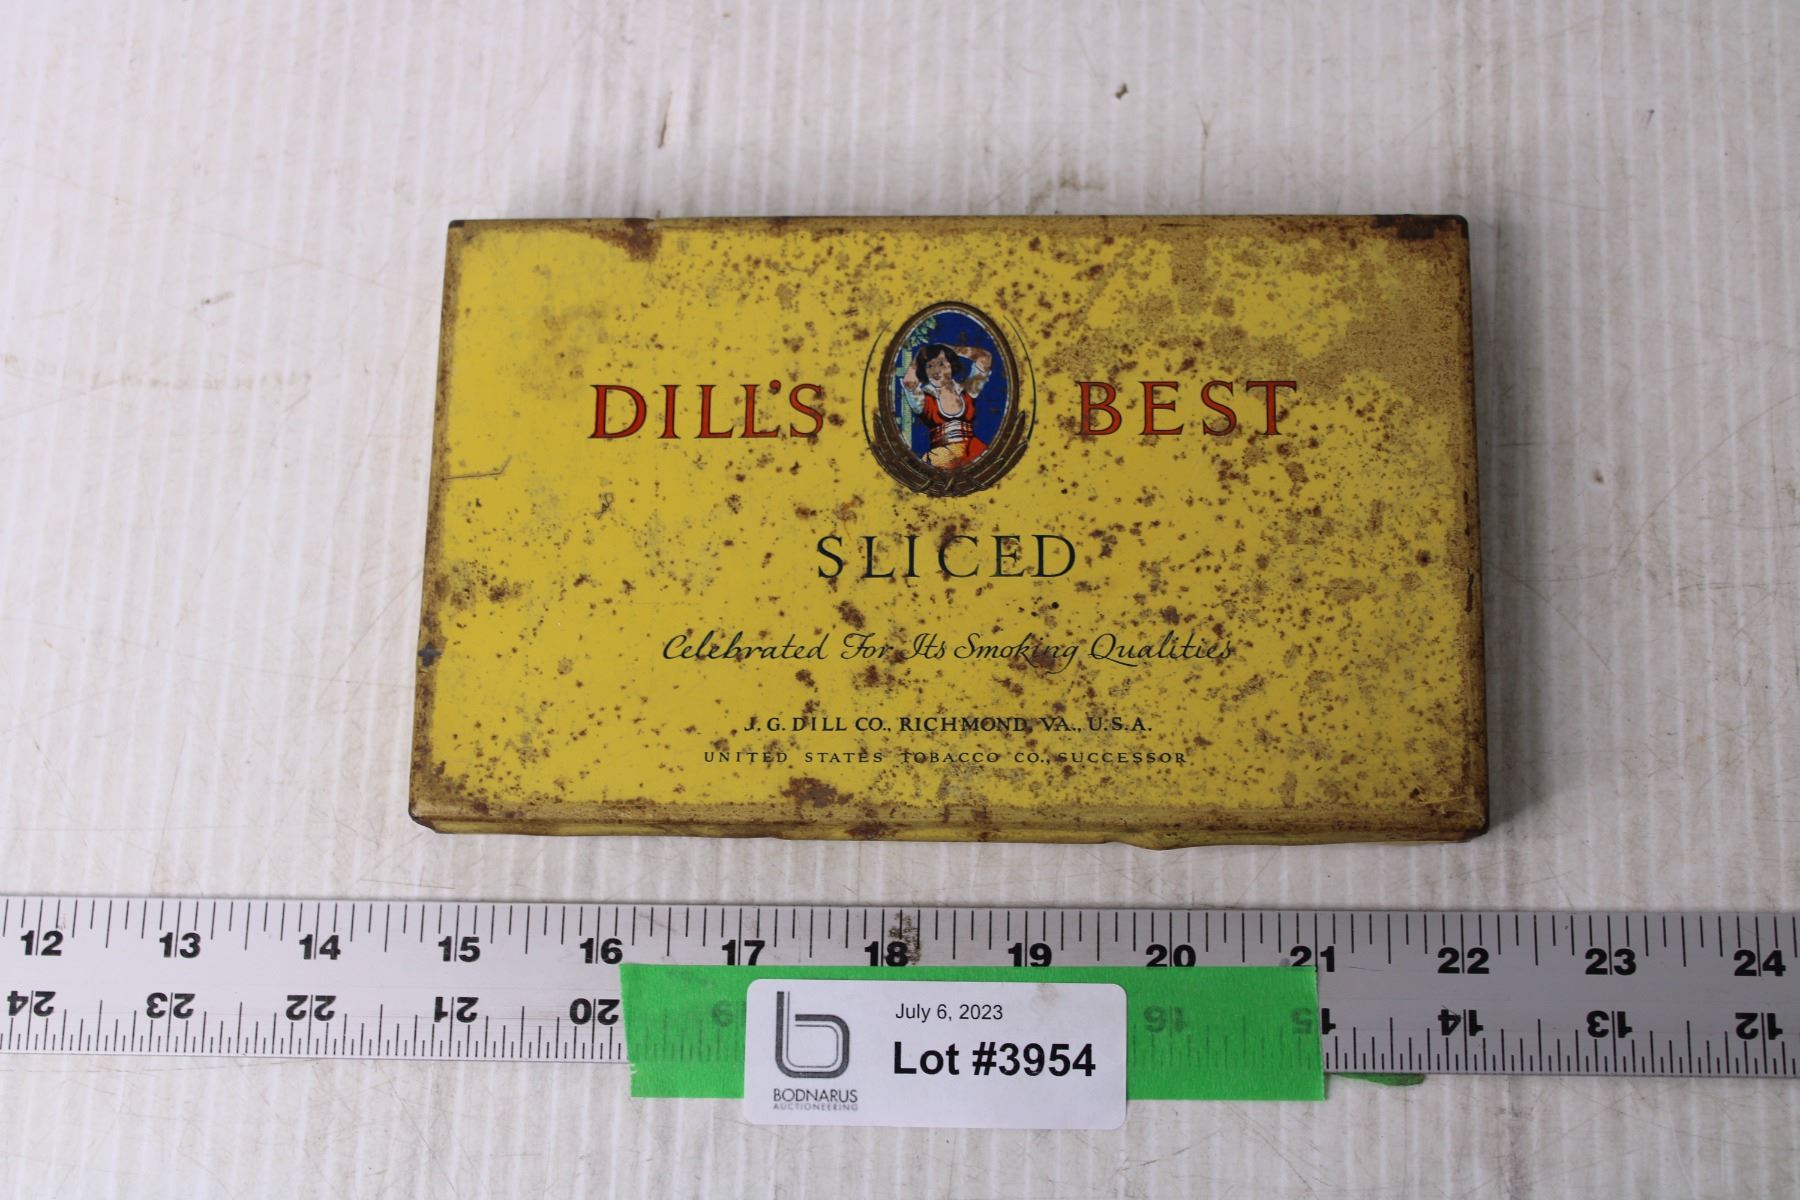 DILL'S BEST
SLICED
Celebrated For Its Smoking Qualities
J. G. DILL CO., RICHMOND, VA., U.S.A.
UNITED STATES TOBACCO CO., SUCCESSOR
12 13 14 15 16 17 18 19 20 21 22 23 24
24 23 22 21 20 19 16 15 14 13 12
July 6, 2023
Lot #3954
BODNARUS
AUCTIONEERING